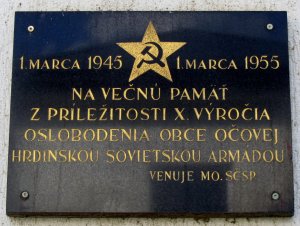 1. MARCA 1945 1. MARCA 1955
NA VEČNÚ PAMÄŤ
Z PRÍLEŽITOSTI X. VÝROČIA
OSLOBODENIA OBCE OČOVEJ
HRDINSKOU SOVIETSKOU ARMÁDOU
VENUJE MO. SČSP